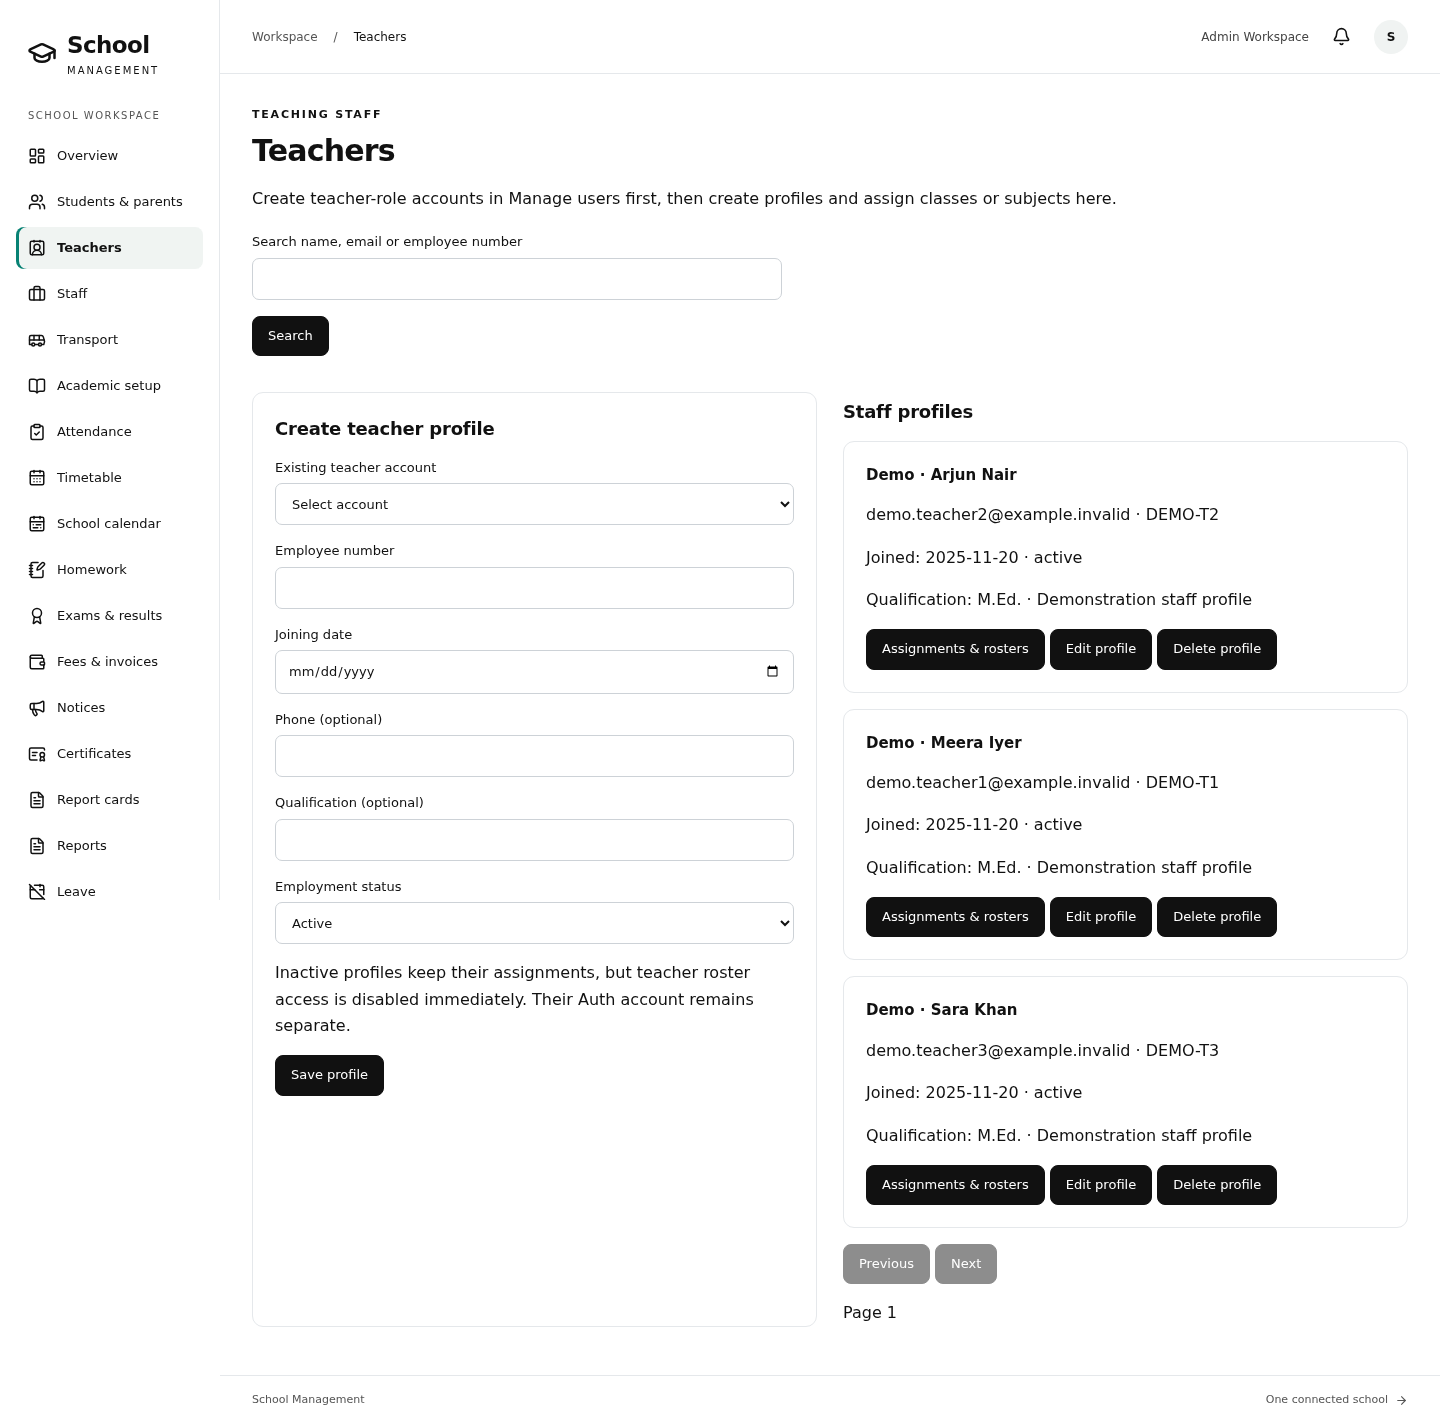 School
MANAGEMENT
SCHOOL WORKSPACE
Overview
Students & parents
Teachers
Staff
Transport
Academic setup
Attendance
Timetable
School calendar
Homework
Exams & results
Fees & invoices
Notices
Certificates
Report cards
Reports
Leave
Workspace / Teachers
Admin Workspace
S
TEACHING STAFF
Teachers
Create teacher-role accounts in Manage users first, then create profiles and assign classes or subjects here.
Search name, email or employee number
Search
Create teacher profile
Existing teacher account
Select account
Employee number
Joining date
mm/dd/yyyy
Phone (optional)
Qualification (optional)
Employment status
Active
Inactive profiles keep their assignments, but teacher roster
access is disabled immediately. Their Auth account remains
separate.
Save profile
Staff profiles
Demo · Arjun Nair
demo.teacher2@example.invalid · DEMO-T2
Joined: 2025-11-20 · active
Qualification: M.Ed. · Demonstration staff profile
Assignments & rosters Edit profile Delete profile
Demo · Meera Iyer
demo.teacher1@example.invalid · DEMO-T1
Joined: 2025-11-20 · active
Qualification: M.Ed. · Demonstration staff profile
Assignments & rosters Edit profile Delete profile
Demo · Sara Khan
demo.teacher3@example.invalid · DEMO-T3
Joined: 2025-11-20 · active
Qualification: M.Ed. · Demonstration staff profile
Assignments & rosters Edit profile Delete profile
Previous Next
Page 1
School Management
One connected school →